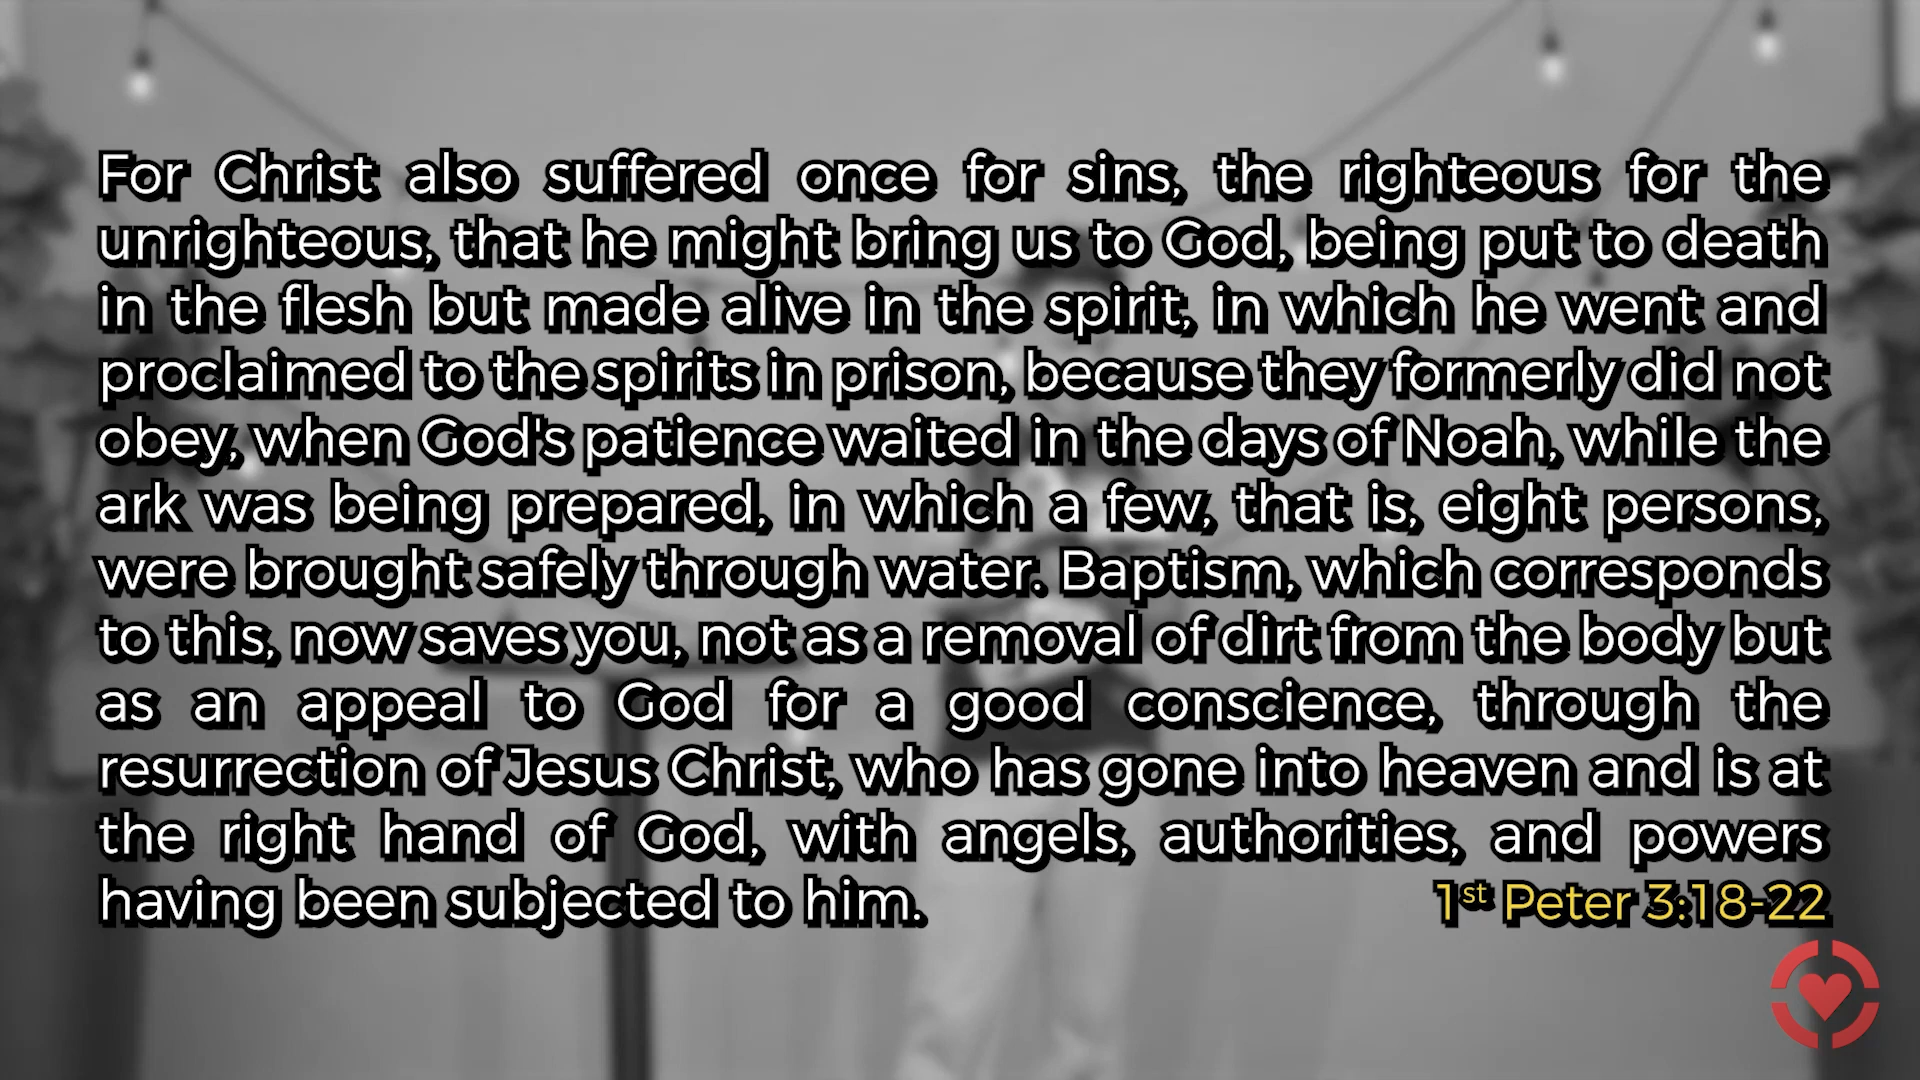 For Christ also suffered once for sins, the righteous for the
unrighteous, that he might bring us to God, being put to death
in the flesh but made alive in the spirit, in which he went and
proclaimed to the spirits in prison, because they formerly did not
obey, when God's patience waited in the days of Noah, while the
ark was being prepared, in which a few, that is, eight persons,
were brought safely through water. Baptism, which corresponds
to this, now saves you, not as a removal of dirt from the body but
as an appeal to God for a good conscience, through the
resurrection of Jesus Christ, who has gone into heaven and is at
the right hand of God, with angels, authorities, and powers
having been subjected to him. 1st Peter 3:18-22